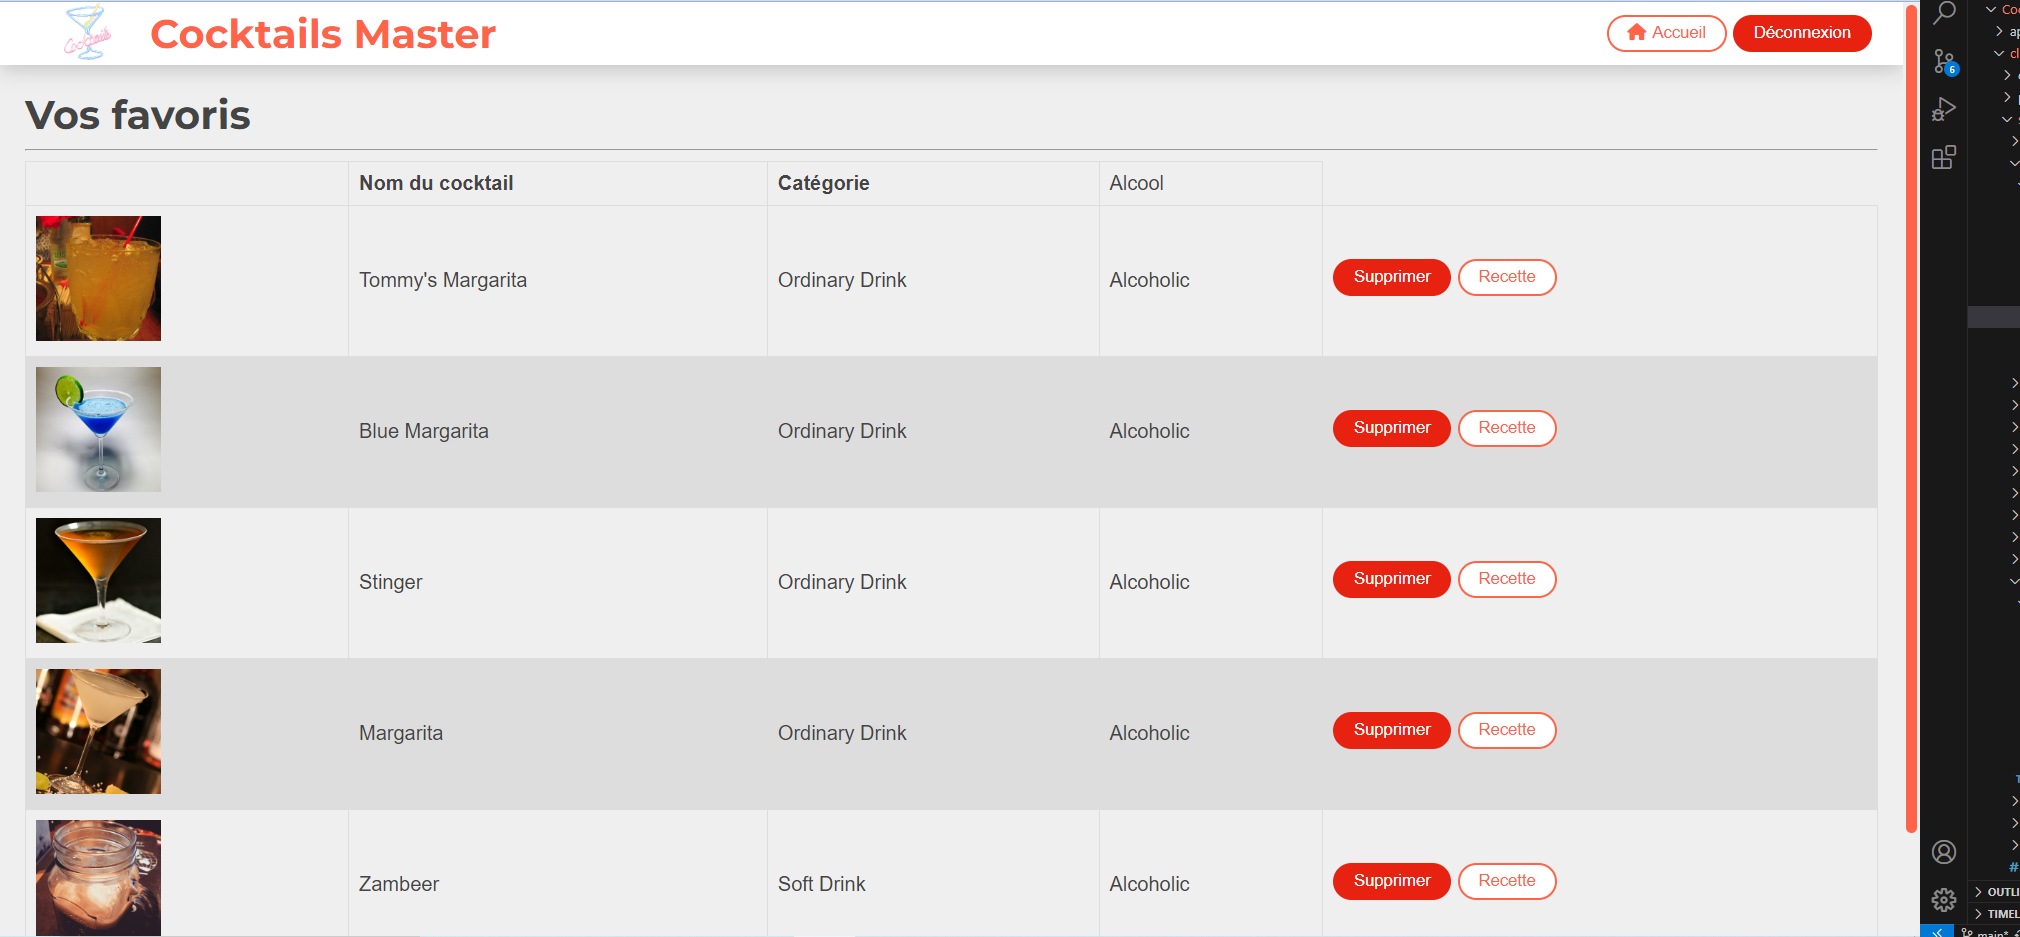 Cocktails
Cocktails Master
Accueil
Déconnexion
Vos favoris
Nom du cocktail
Catégorie
Alcool
Tommy's Margarita
Ordinary Drink
Alcoholic
Supprimer
Recette
Blue Margarita
Ordinary Drink
Alcoholic
Supprimer
Recette
Stinger
Ordinary Drink
Alcoholic
Supprimer
Recette
Margarita
Ordinary Drink
Alcoholic
Supprimer
Recette
Zambeer
Soft Drink
Alcoholic
Supprimer
Recette
6
#
OUTLI
TIMEL
main*